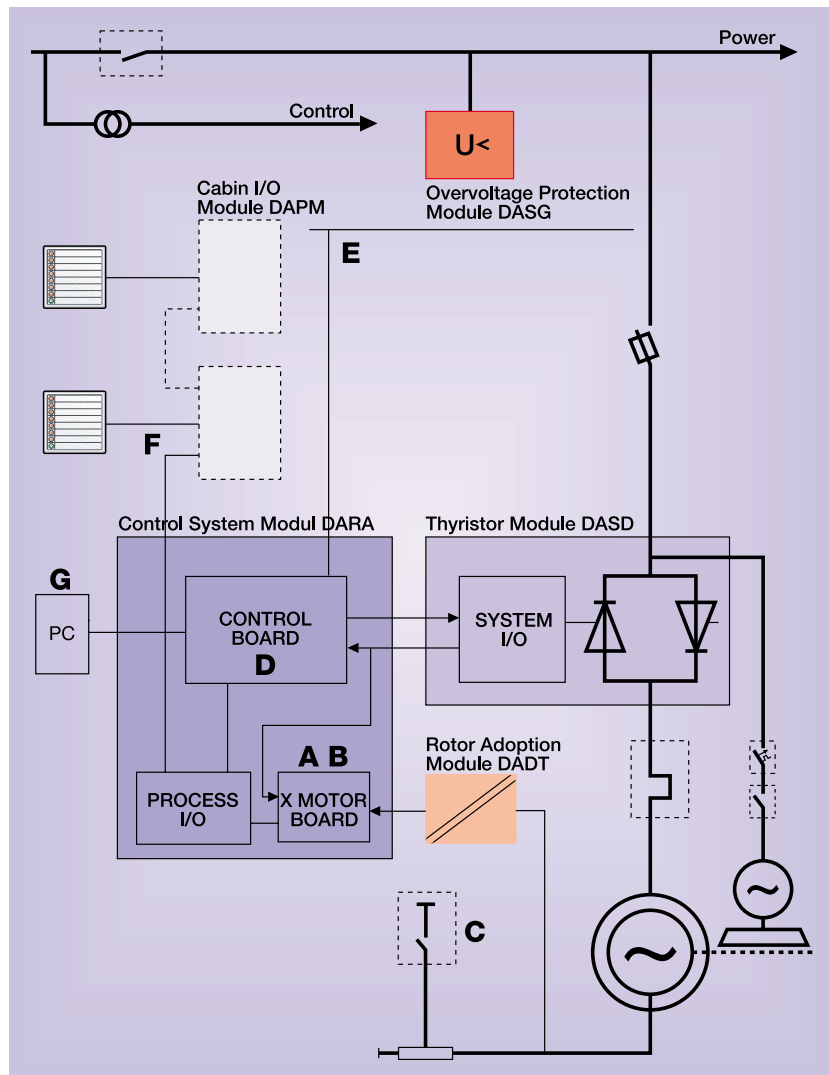 Power
Control
U<
Cabin I/O
Module DAPM
Overvoltage Protection
Module DASG
E
F
Control System Modul DARA
Thyristor Module DASD
G
PC
CONTROL
BOARD
D
SYSTEM
I/O
A B
Rotor Adoption
Module DADT
PROCESS
I/O
X MOTOR
BOARD
C